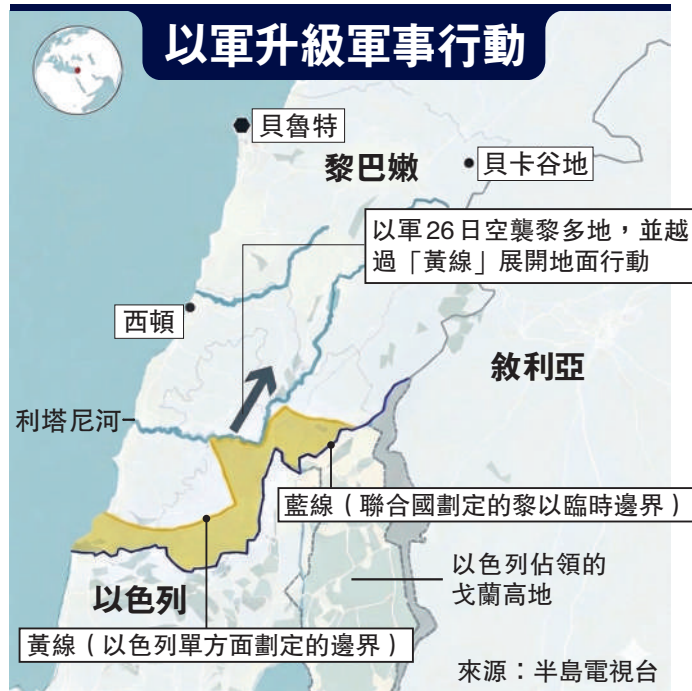 以軍升級軍事行動
貝魯特
黎巴嫩
貝卡谷地
以軍26日空襲黎多地，並越
過「黃線」展開地面行動
西頓
敘利亞
利塔尼河
藍線（聯合國劃定的黎以臨時邊界）
以色列佔領的
戈蘭高地
以色列
黃線（以色列單方面劃定的邊界）
來源：半島電視台